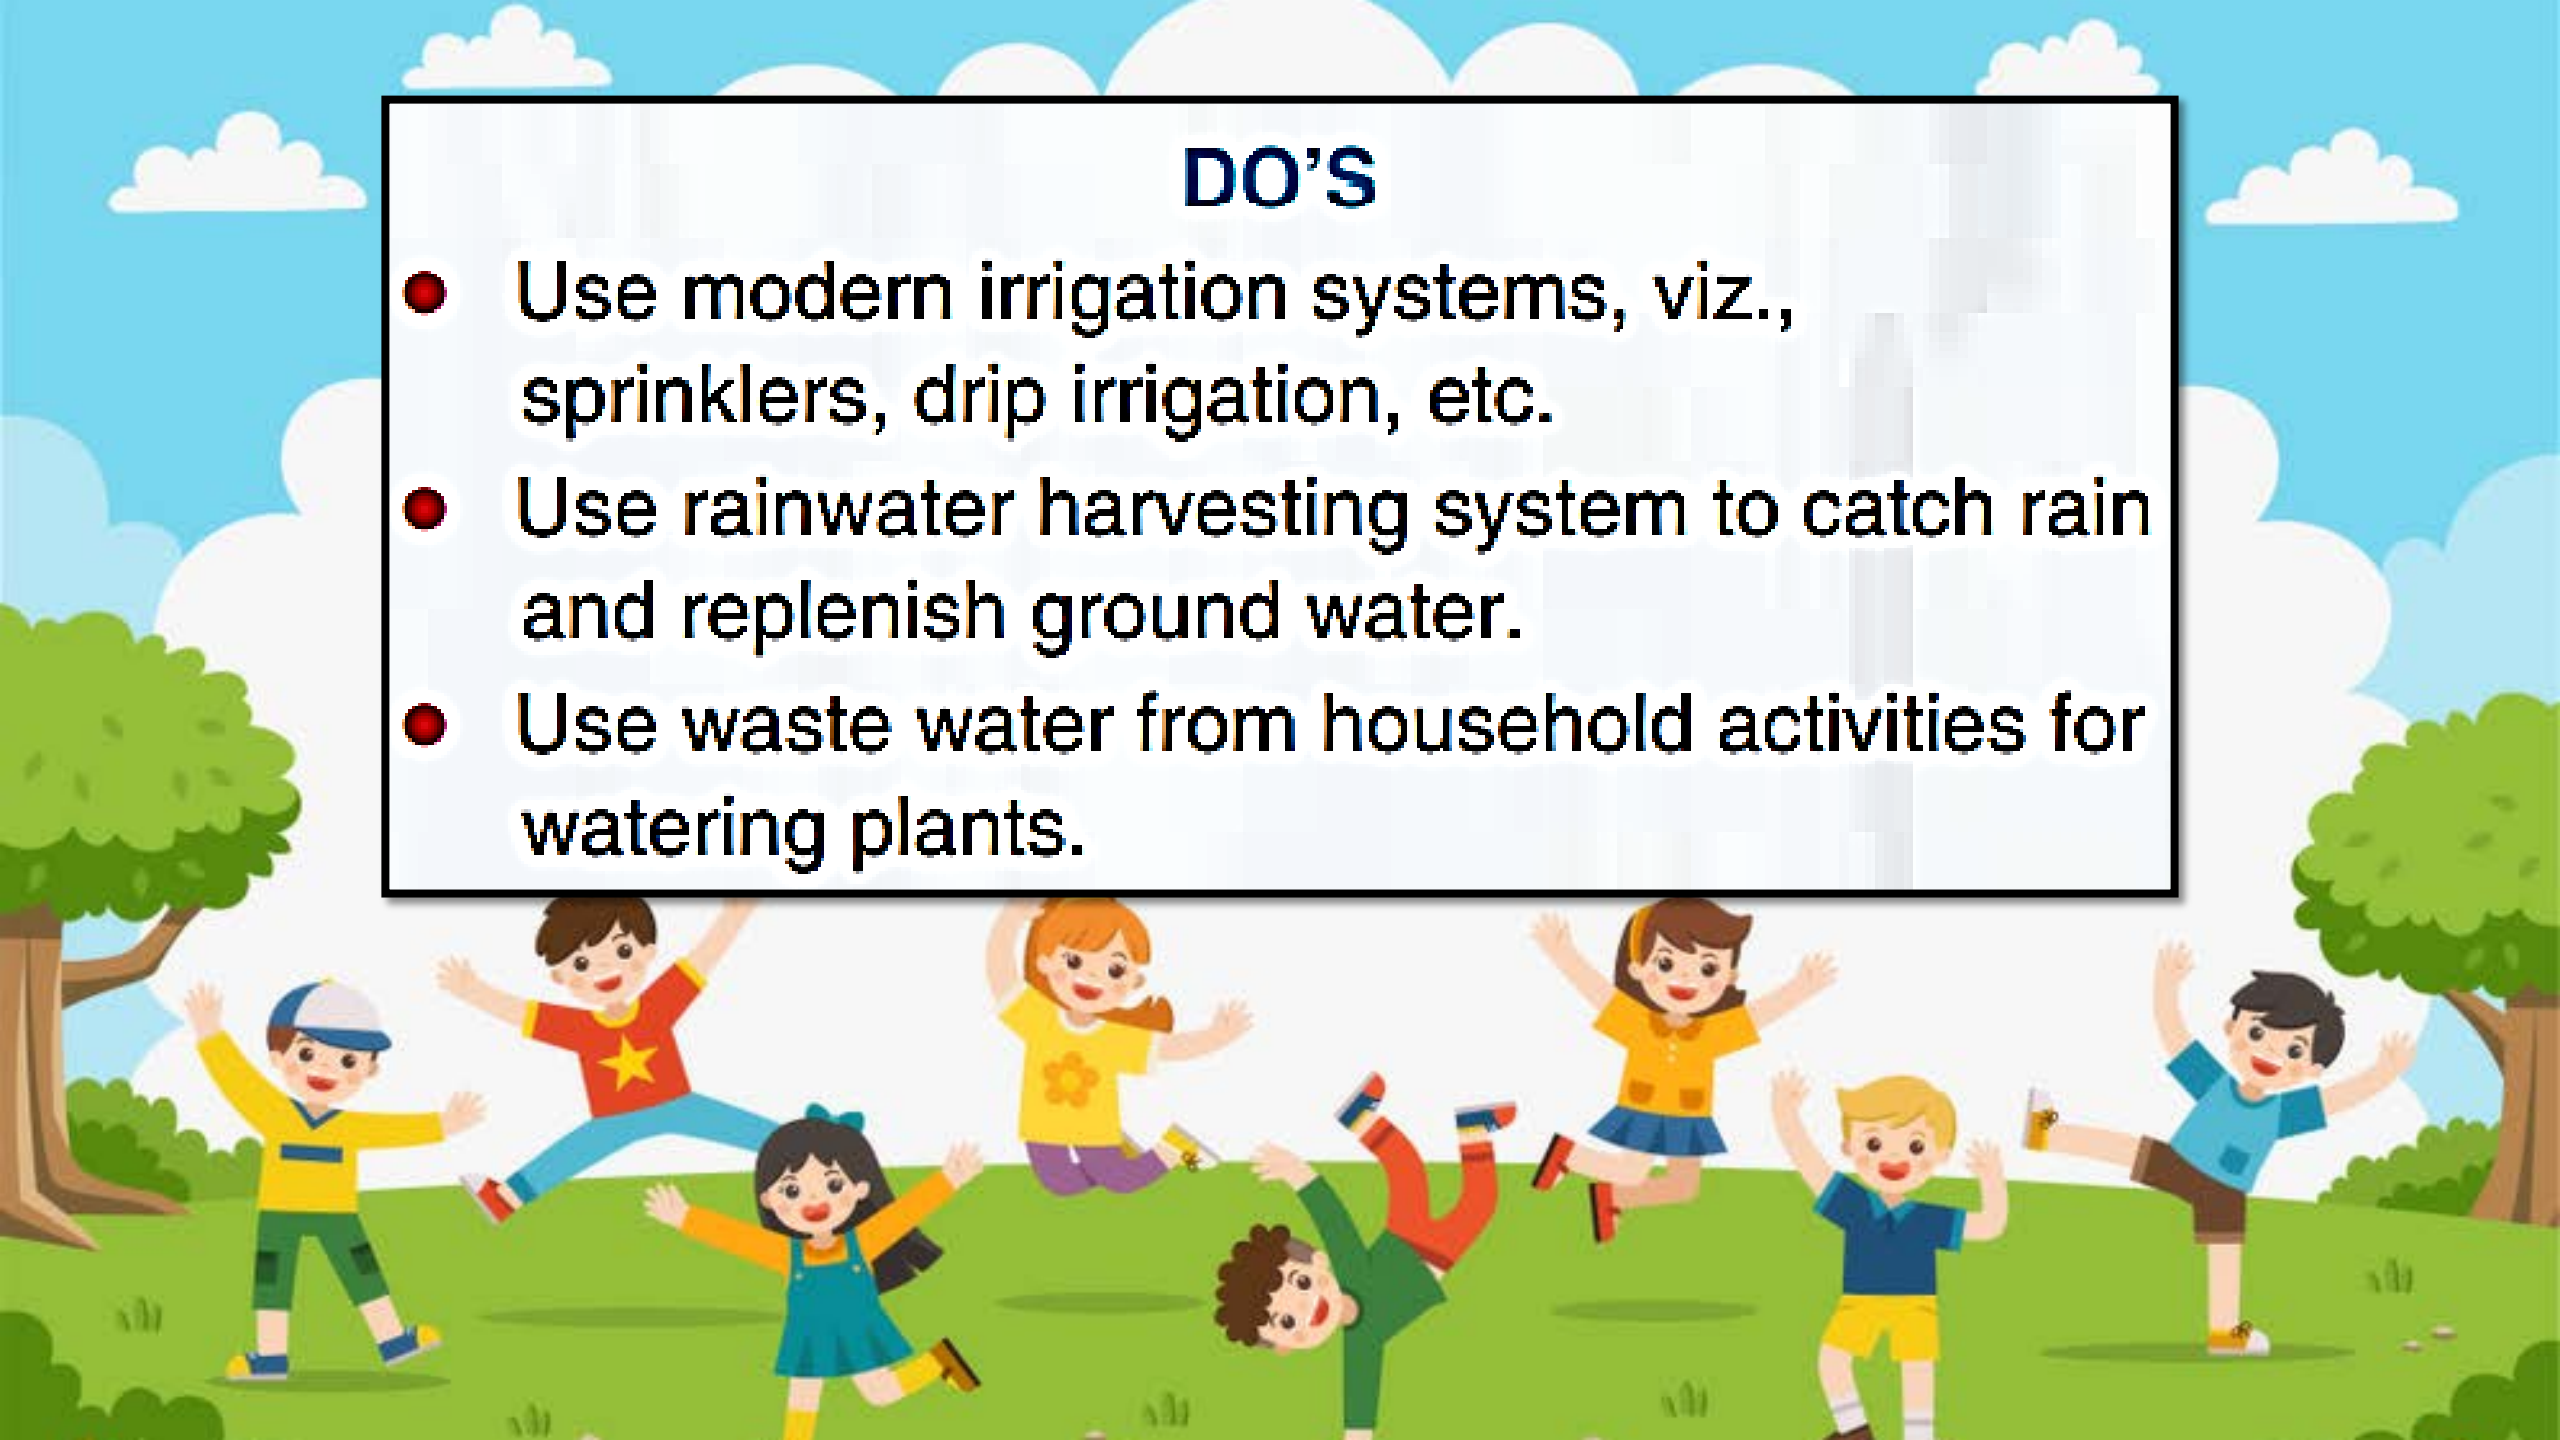 DO’S
● Use modern irrigation systems, viz.,
sprinklers, drip irrigation, etc.
● Use rainwater harvesting system to catch rain
and replenish ground water.
● Use waste water from household activities for
watering plants.